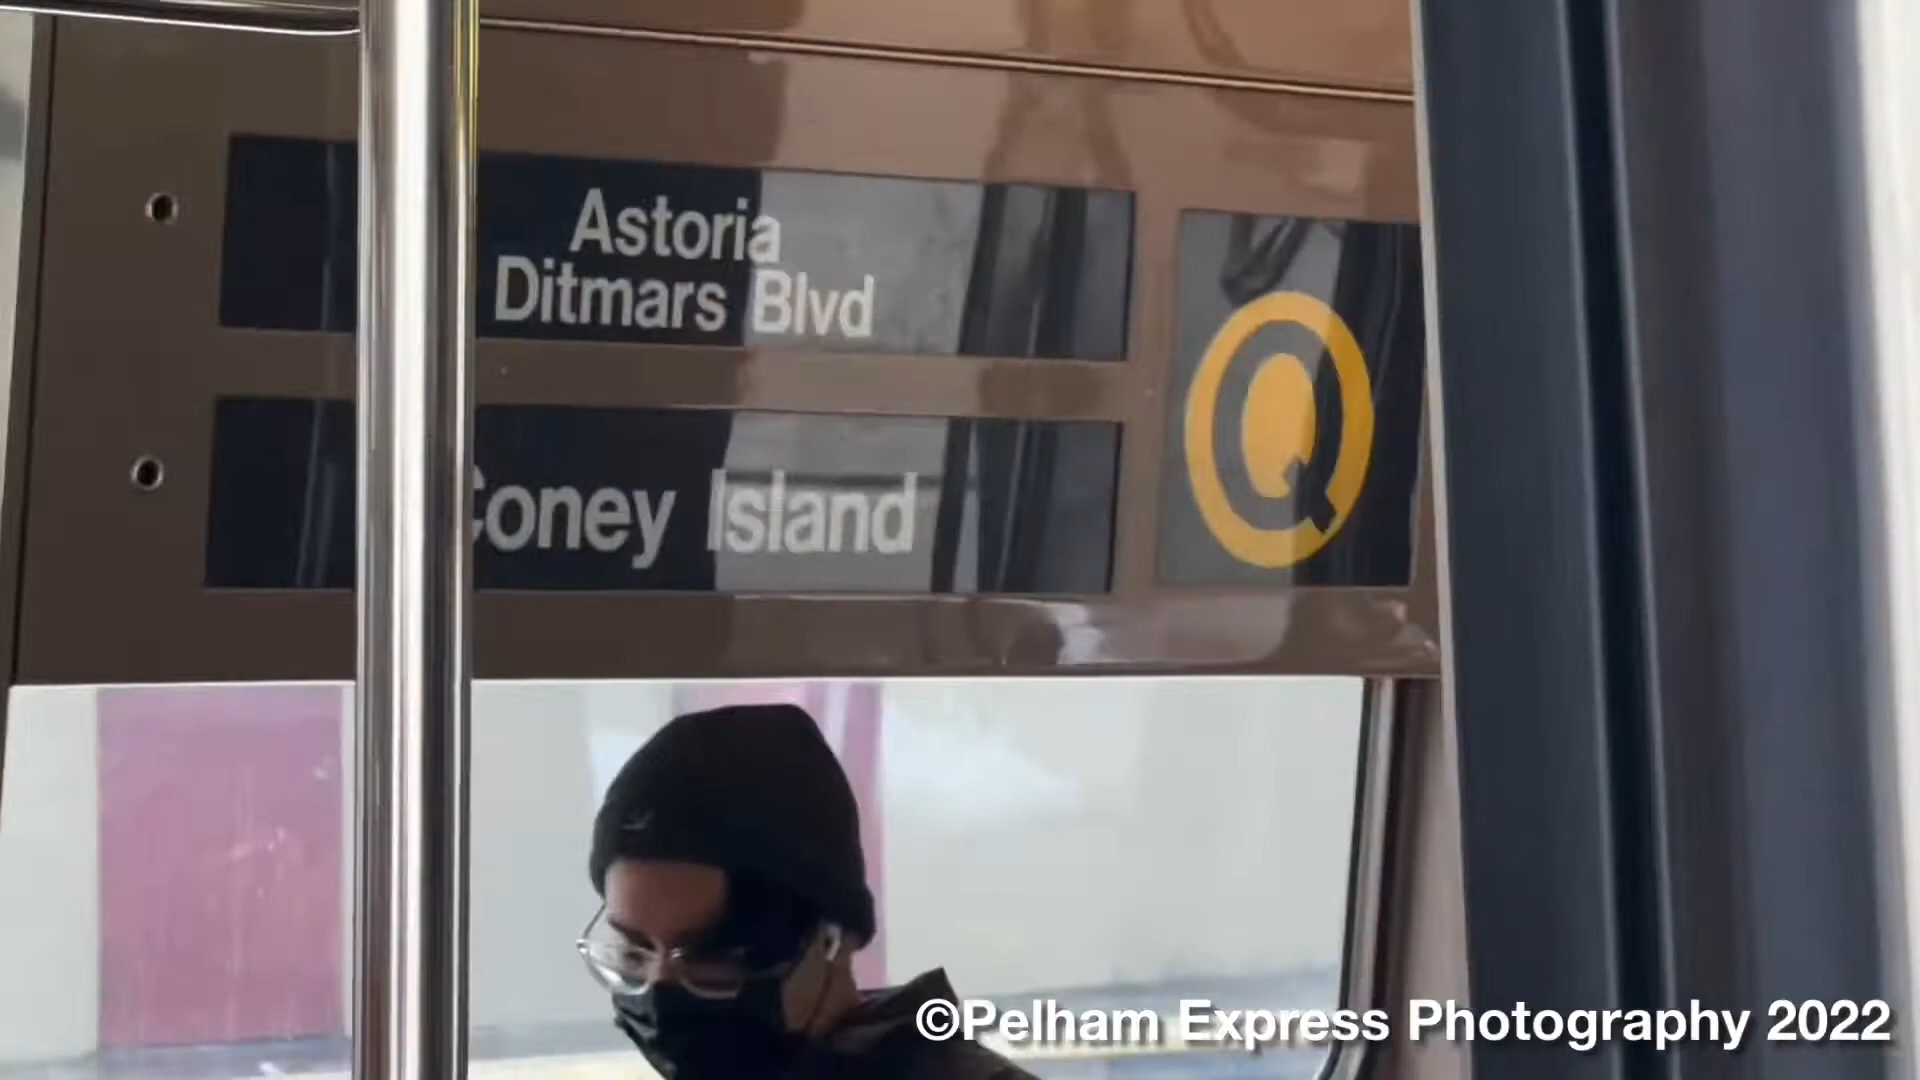 Astoria
Ditmars Blvd
Coney Island
Q
©Pelham Express Photography 2022